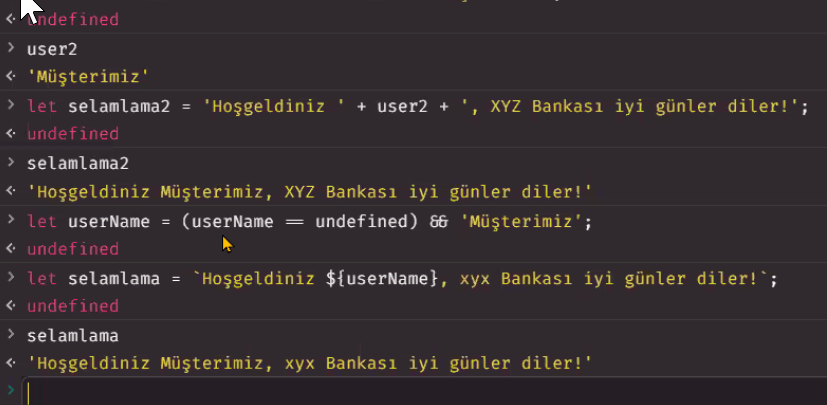 undefined
> user2
< 'Müşterimiz'
> let selamlama2 = 'Hoşgeldiniz ' + user2 + ', XYZ Bankası iyi günler diler!';
< undefined
> selamlama2
< 'Hoşgeldiniz Müşterimiz, XYZ Bankası iyi günler diler!'
> let userName = (userName == undefined) && 'Müşterimiz';
< undefined
> let selamlama = `Hoşgeldiniz ${userName}, xyx Bankası iyi günler diler!`;
< undefined
> selamlama
< 'Hoşgeldiniz Müşterimiz, xyx Bankası iyi günler diler!'
>